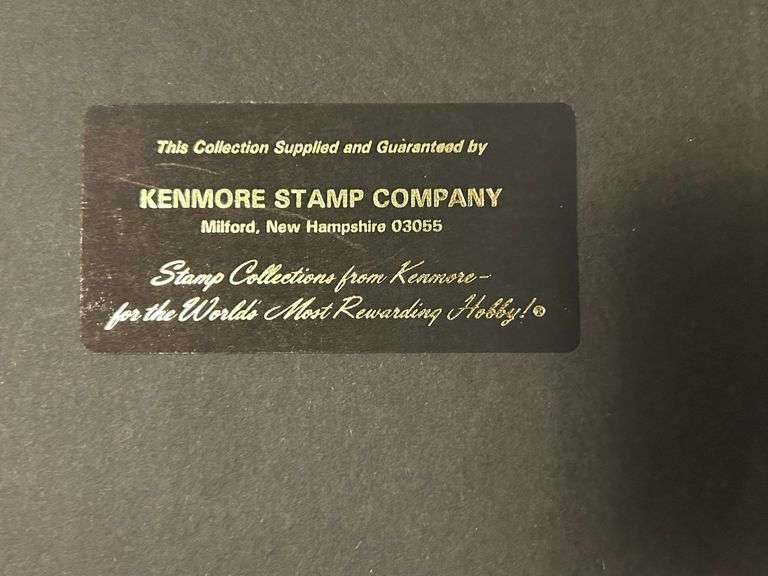 This Collection Supplied and Guaranteed by
KENMORE STAMP COMPANY
Milford, New Hampshire 03055
Stamp Collections from Kenmore–
for the World's Most Rewarding Hobby!®